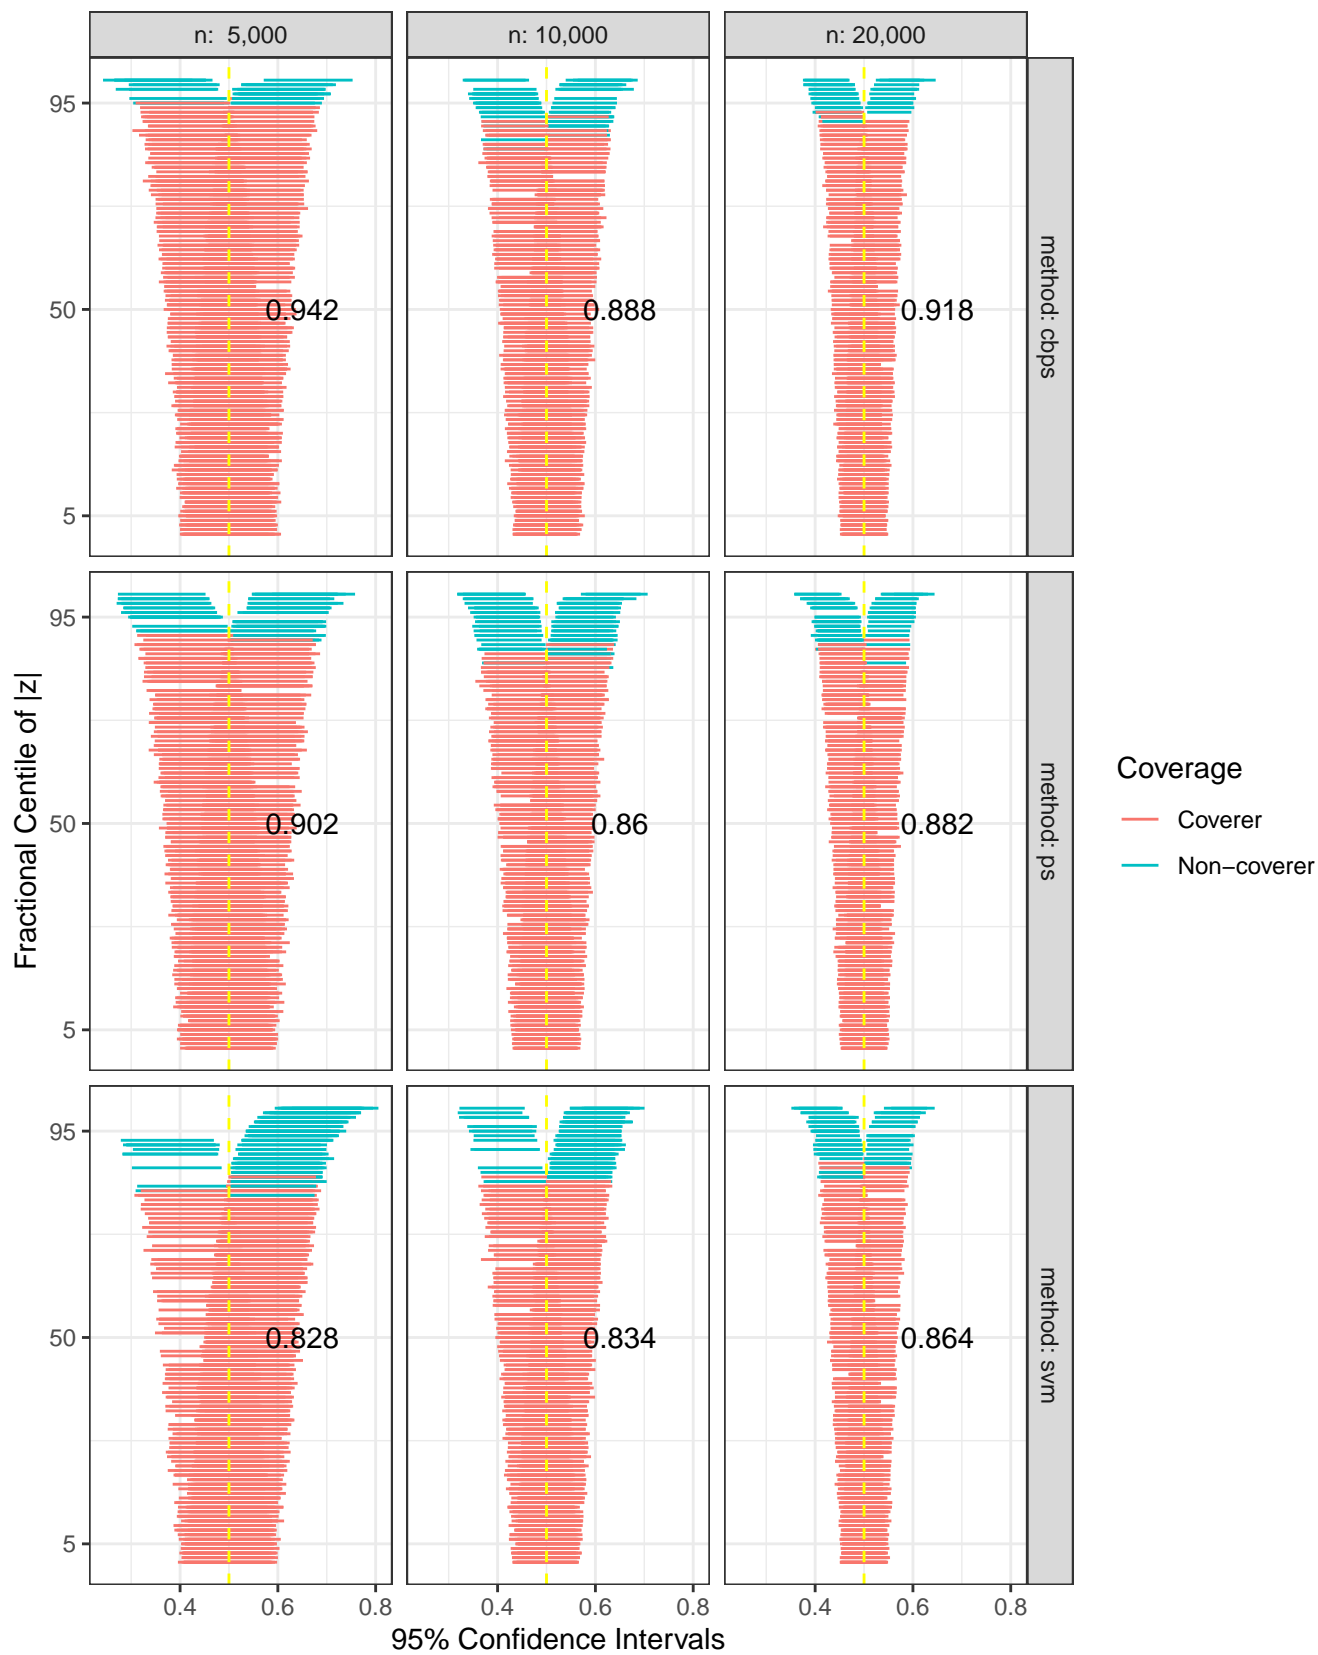 n:  5,000
n: 10,000
n: 20,000
95
50
5
0.942
0.888
0.918
method: cbps
95
50
5
0.902
0.86
0.882
method: ps
95
50
5
0.828
0.834
0.864
method: svm
Fractional Centile of |z|
0.4 0.6 0.8
0.4 0.6 0.8
0.4 0.6 0.8
95% Confidence Intervals
Coverage
Coverer
Non−coverer